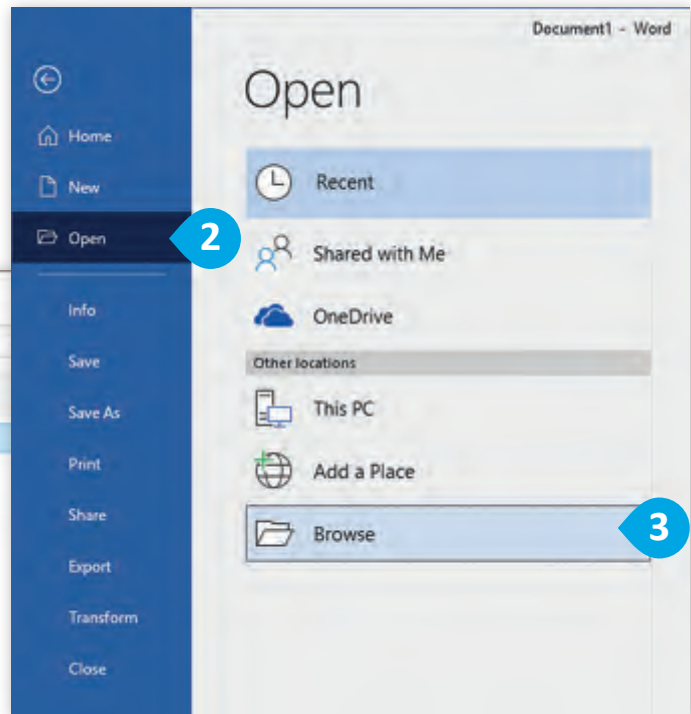 Document1 - Word
Open
Home
New
Open
2
Info
Save
Save As
Print
Share
Export
Transform
Close
Recent
Shared with Me
OneDrive
Other locations
This PC
Add a Place
Browse
3